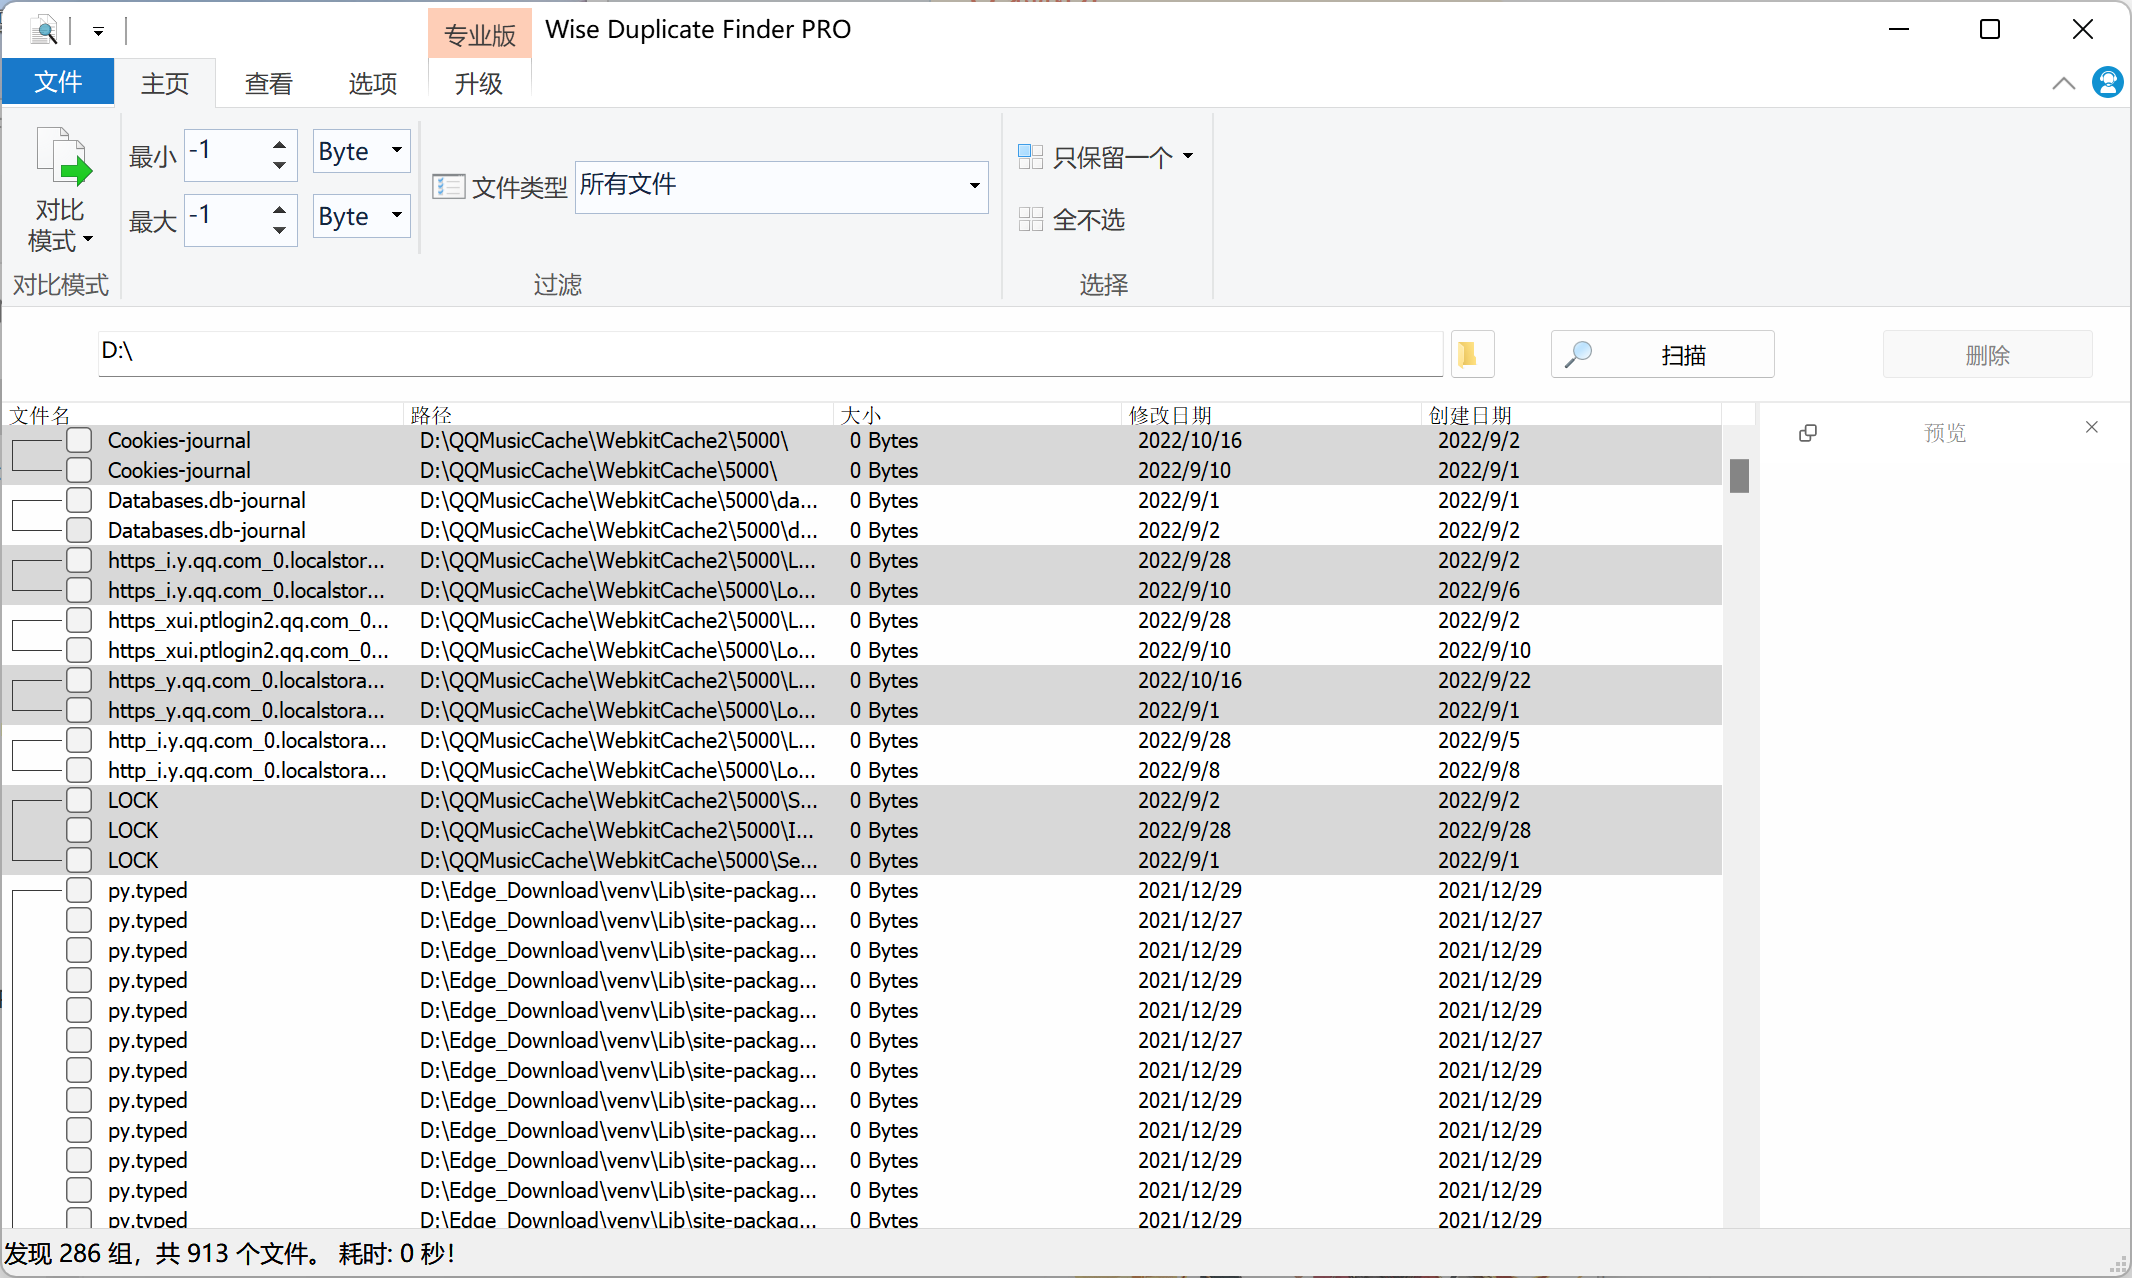 专业版 Wise Duplicate Finder PRO
文件 主页 查看 选项 升级
最小 -1 Byte
最大 -1 Byte
文件类型 所有文件
只保留一个
全不选
对比
模式
对比模式 过滤 选择
D:\ 扫描 删除
文件名 路径 大小 修改日期 创建日期 预览
Cookies-journal D:\QQMusicCache\WebkitCache2\5000\ 0 Bytes 2022/10/16 2022/9/2
Cookies-journal D:\QQMusicCache\WebkitCache\5000\ 0 Bytes 2022/9/10 2022/9/1
Databases.db-journal D:\QQMusicCache\WebkitCache\5000\da... 0 Bytes 2022/9/1 2022/9/1
Databases.db-journal D:\QQMusicCache\WebkitCache2\5000\d... 0 Bytes 2022/9/2 2022/9/2
https_i.y.qq.com_0.localstor... D:\QQMusicCache\WebkitCache2\5000\L... 0 Bytes 2022/9/28 2022/9/2
https_i.y.qq.com_0.localstor... D:\QQMusicCache\WebkitCache\5000\Lo... 0 Bytes 2022/9/10 2022/9/6
https_xui.ptlogin2.qq.com_0... D:\QQMusicCache\WebkitCache2\5000\L... 0 Bytes 2022/9/28 2022/9/2
https_xui.ptlogin2.qq.com_0... D:\QQMusicCache\WebkitCache\5000\Lo... 0 Bytes 2022/9/10 2022/9/10
https_y.qq.com_0.localstora... D:\QQMusicCache\WebkitCache2\5000\L... 0 Bytes 2022/10/16 2022/9/22
https_y.qq.com_0.localstora... D:\QQMusicCache\WebkitCache\5000\Lo... 0 Bytes 2022/9/1 2022/9/1
http_i.y.qq.com_0.localstora... D:\QQMusicCache\WebkitCache2\5000\L... 0 Bytes 2022/9/28 2022/9/5
http_i.y.qq.com_0.localstora... D:\QQMusicCache\WebkitCache\5000\Lo... 0 Bytes 2022/9/8 2022/9/8
LOCK D:\QQMusicCache\WebkitCache2\5000\S... 0 Bytes 2022/9/2 2022/9/2
LOCK D:\QQMusicCache\WebkitCache2\5000\I... 0 Bytes 2022/9/28 2022/9/28
LOCK D:\QQMusicCache\WebkitCache\5000\Se... 0 Bytes 2022/9/1 2022/9/1
py.typed D:\Edge_Download\venv\Lib\site-packag... 0 Bytes 2021/12/29 2021/12/29
py.typed D:\Edge_Download\venv\Lib\site-packag... 0 Bytes 2021/12/27 2021/12/27
py.typed D:\Edge_Download\venv\Lib\site-packag... 0 Bytes 2021/12/29 2021/12/29
py.typed D:\Edge_Download\venv\Lib\site-packag... 0 Bytes 2021/12/29 2021/12/29
py.typed D:\Edge_Download\venv\Lib\site-packag... 0 Bytes 2021/12/29 2021/12/29
py.typed D:\Edge_Download\venv\Lib\site-packag... 0 Bytes 2021/12/27 2021/12/27
py.typed D:\Edge_Download\venv\Lib\site-packag... 0 Bytes 2021/12/29 2021/12/29
py.typed D:\Edge_Download\venv\Lib\site-packag... 0 Bytes 2021/12/29 2021/12/29
py.typed D:\Edge_Download\venv\Lib\site-packag... 0 Bytes 2021/12/29 2021/12/29
py.typed D:\Edge_Download\venv\Lib\site-packag... 0 Bytes 2021/12/29 2021/12/29
py.typed D:\Edge_Download\venv\Lib\site-packag... 0 Bytes 2021/12/29 2021/12/29
py.typed D:\Edge_Download\venv\Lib\site-packag... 0 Bytes 2021/12/29 2021/12/29
发现 286 组，共 913 个文件。 耗时: 0 秒!